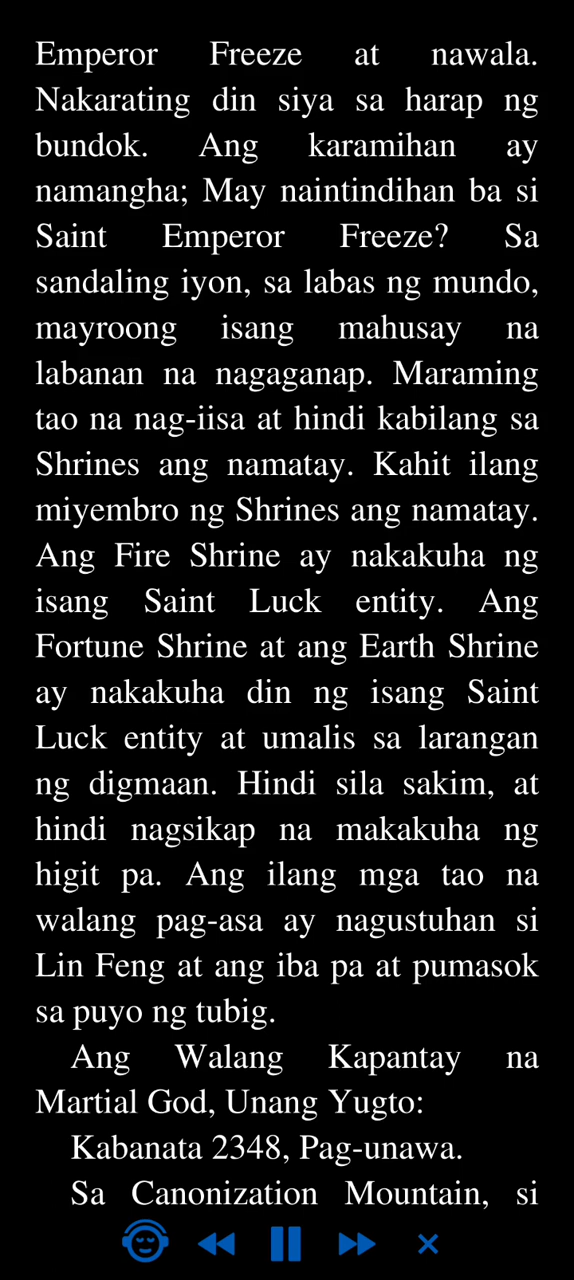 Emperor Freeze at nawala.
Nakarating din siya sa harap ng
bundok. Ang karamihan ay
namangha; May naintindihan ba si
Saint Emperor Freeze? Sa
sandaling iyon, sa labas ng mundo,
mayroong isang mahusay na
labanan na nagaganap. Maraming
tao na nag-iisa at hindi kabilang sa
Shrines ang namatay. Kahit ilang
miyembro ng Shrines ang namatay.
Ang Fire Shrine ay nakakuha ng
isang Saint Luck entity. Ang
Fortune Shrine at ang Earth Shrine
ay nakakuha din ng isang Saint
Luck entity at umalis sa larangan
ng digmaan. Hindi sila sakim, at
hindi nagsikap na makakuha ng
higit pa. Ang ilang mga tao na
walang pag-asa ay nagustuhan si
Lin Feng at ang iba pa at pumasok
sa puyo ng tubig.
Ang Walang Kapantay na
Martial God, Unang Yugto:
Kabanata 2348, Pag-unawa.
Sa Canonization Mountain, si